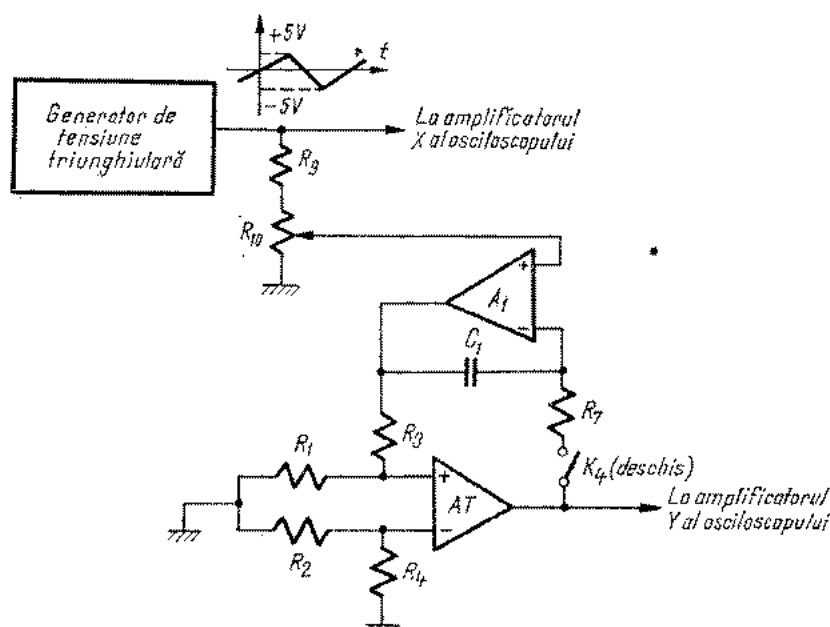 +5V
t
-5V
Generator de
tensiune
triunghiulară
La amplificatorul
X al osciloscopului
R9
R10
+
A1
-
C1
R7
R3
K4 (deschis)
R1
+
AT
-
La amplificatorul
Y al osciloscopului
R2
R4